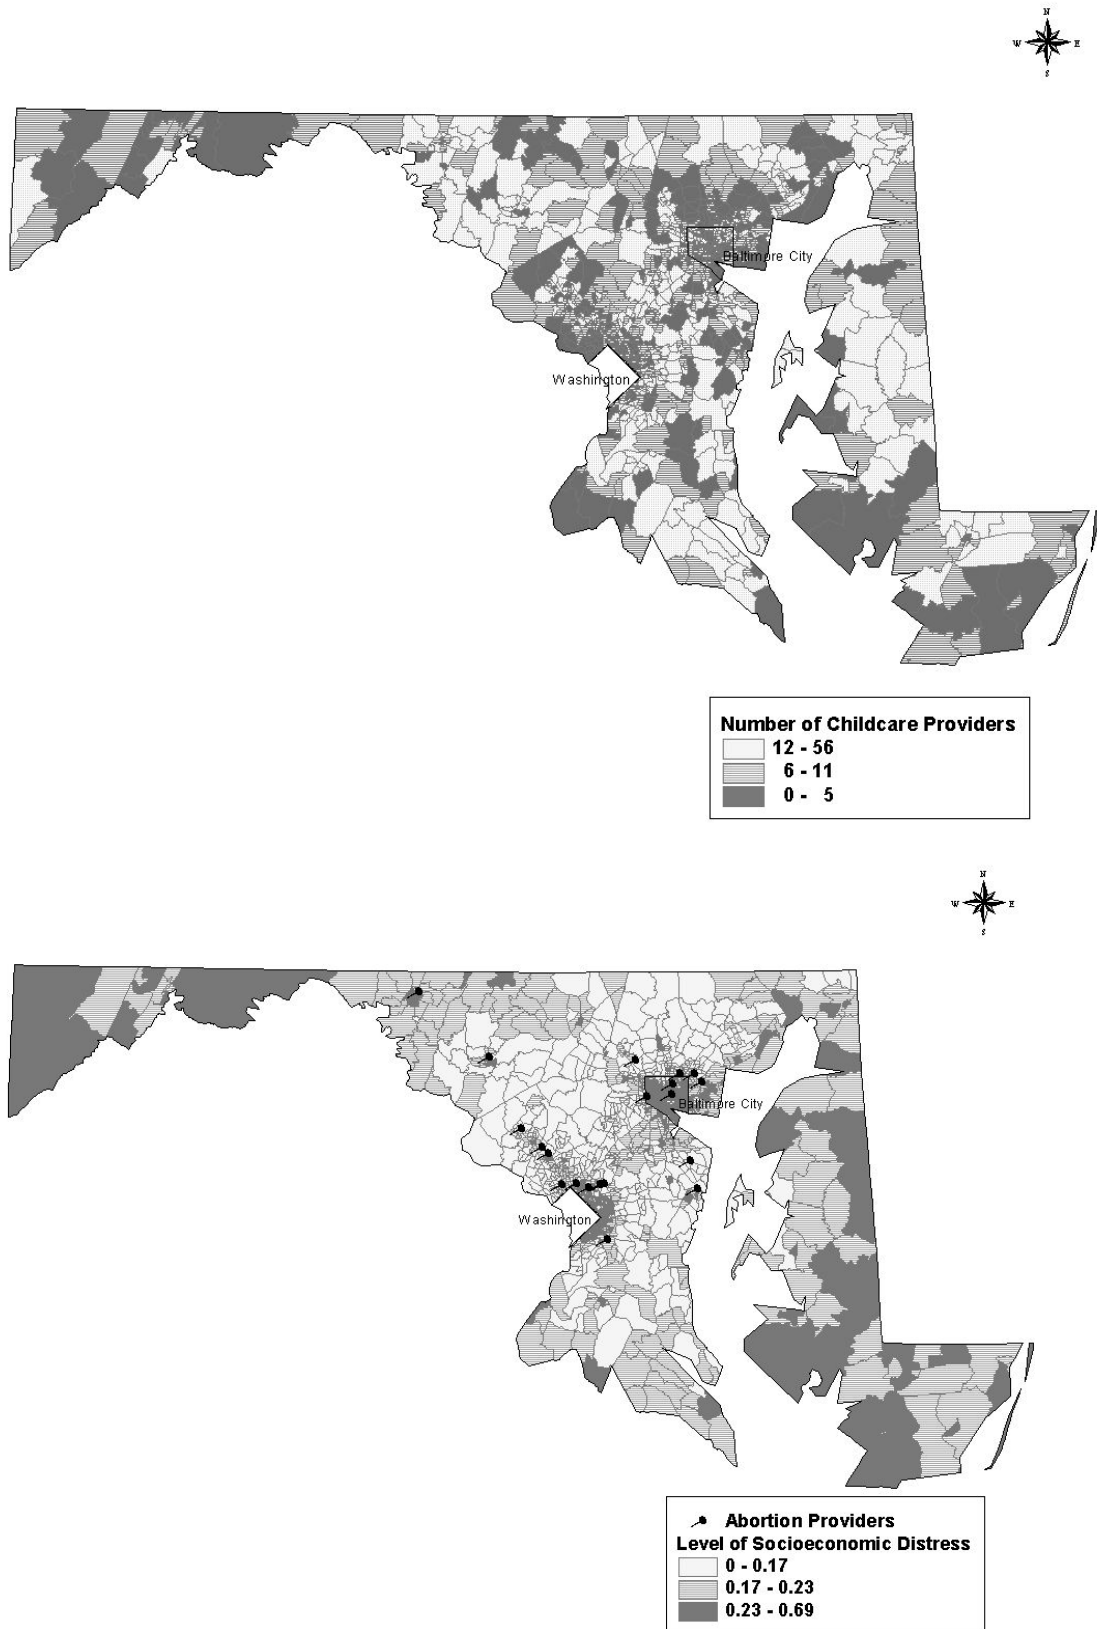 N
W E
S
Baltimore City
Washington
Number of Childcare Providers
12 - 56
6 - 11
0 - 5
N
W E
S
Baltimore City
Washington
Abortion Providers
Level of Socioeconomic Distress
0 - 0.17
0.17 - 0.23
0.23 - 0.69